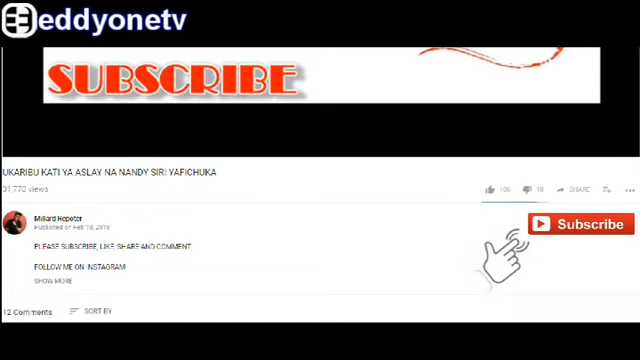 eddyonetv
SUBSCRIBE
UKARIBU KATI YA ASLAY NA NANDY SIRI YAFICHUKA
31,773 views
106
18
SHARE
Millard Repoter
Published on Feb 10, 2018
Subscribe
PLEASE SUBSCRIBE, LIKE, SHARE AND COMMENT
FOLLOW ME ON INSTAGRAM
SHOW MORE
12 Comments
SORT BY